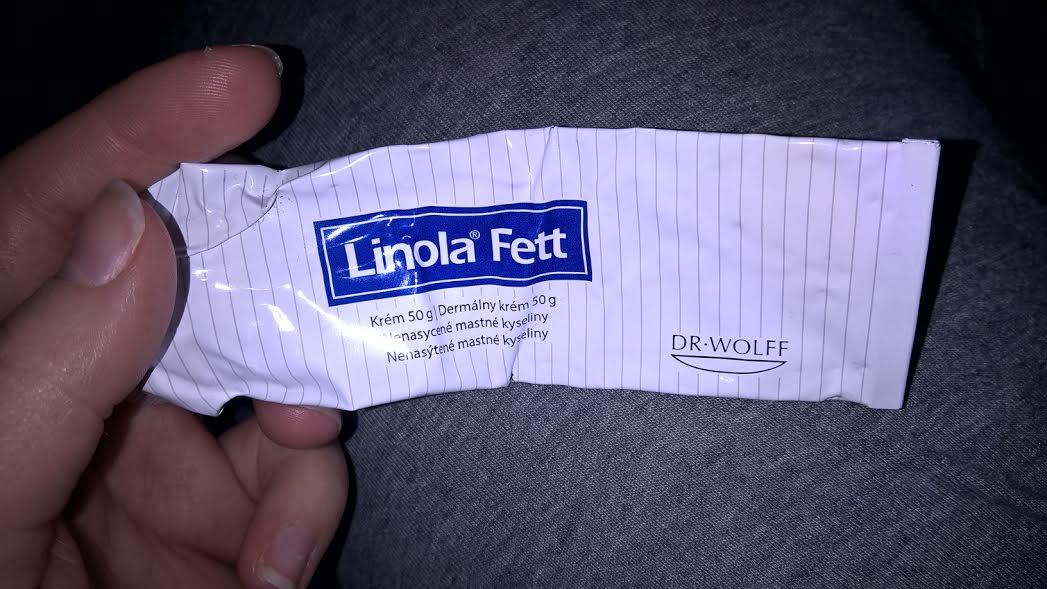 Linola® Fett
Krém 50 g | Dermálny krém 50 g
Nenasycené mastné kyseliny
Nenasýtené mastné kyseliny
DR·WOLFF